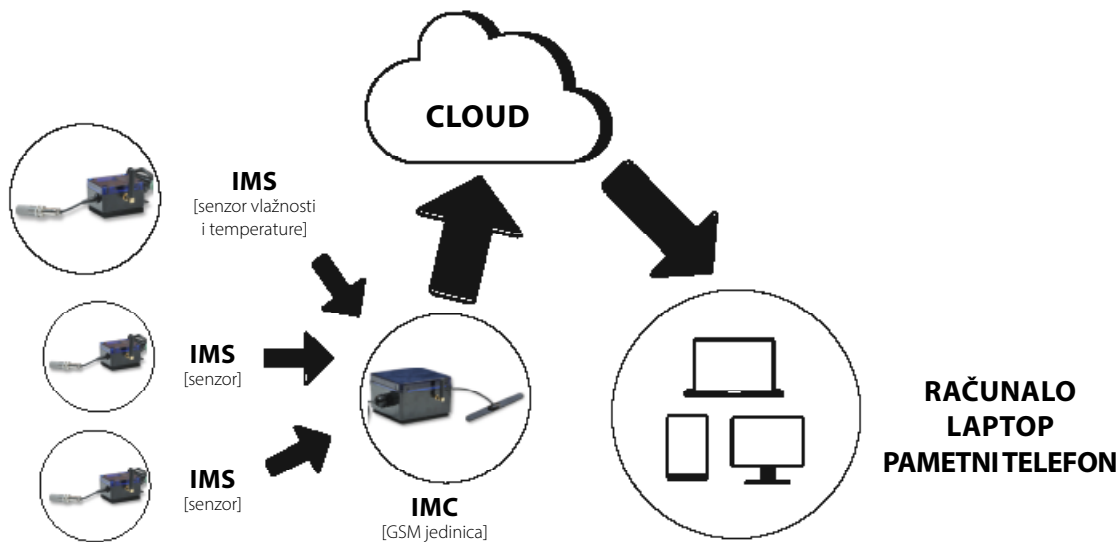 CLOUD
IMS
[senzor vlažnosti
i temperature]
IMS
[senzor]
IMS
[senzor]
IMC
[GSM jedinica]
RAČUNALO
LAPTOP
PAMETNI TELEFON